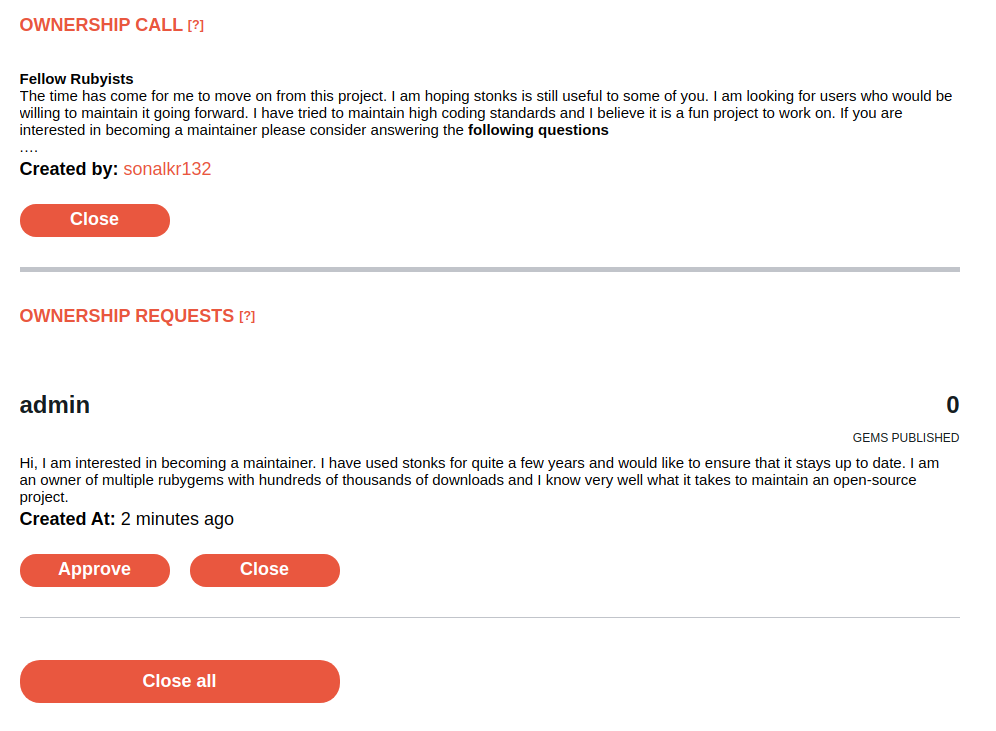 OWNERSHIP CALL [?]
Fellow Rubyists
The time has come for me to move on from this project. I am hoping stonks is still useful to some of you. I am looking for users who would be
willing to maintain it going forward. I have tried to maintain high coding standards and I believe it is a fun project to work on. If you are
interested in becoming a maintainer please consider answering the following questions
....
Created by: sonalkr132
Close
OWNERSHIP REQUESTS [?]
admin
0
GEMS PUBLISHED
Hi, I am interested in becoming a maintainer. I have used stonks for quite a few years and would like to ensure that it stays up to date. I am
an owner of multiple rubygems with hundreds of thousands of downloads and I know very well what it takes to maintain an open-source
project.
Created At: 2 minutes ago
Approve
Close
Close all